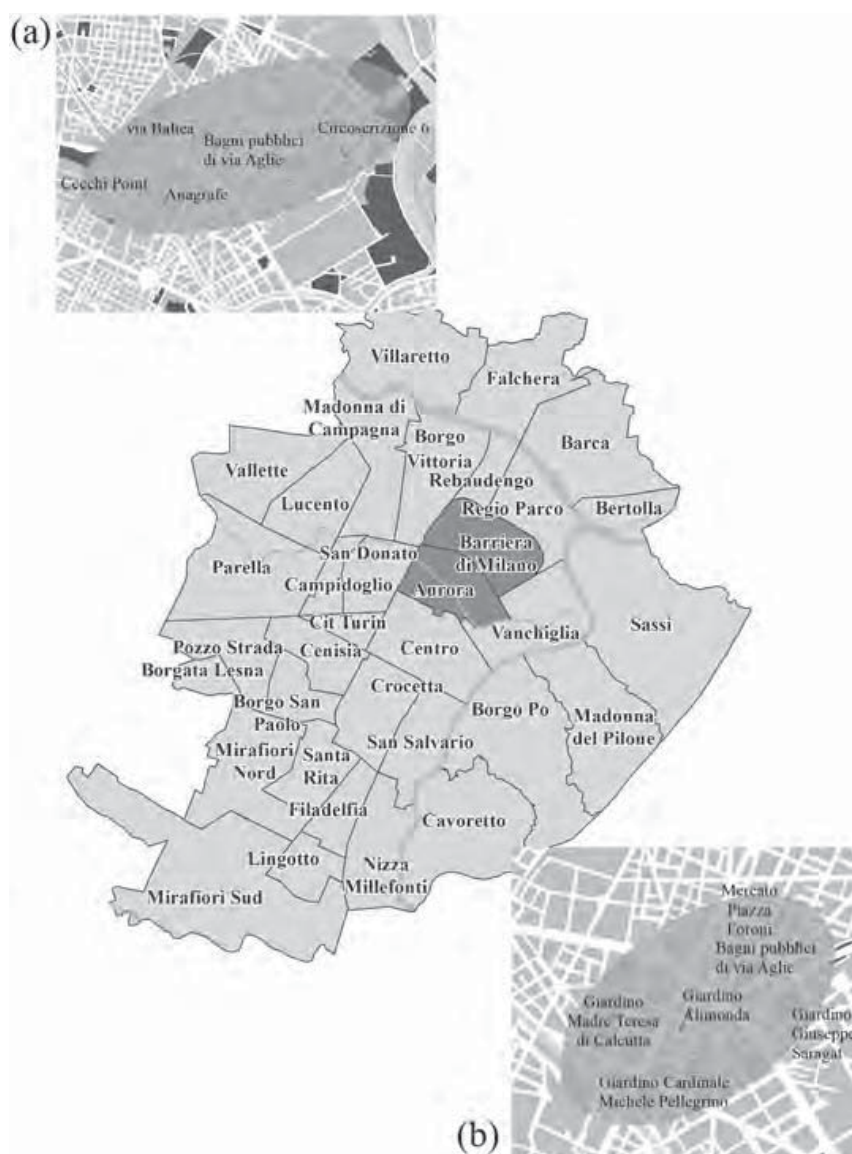 (a)
via Baltea
Bagni pubblici
di via Aglie
Circoscrizione 6
Cecchi Point
Anagrafe
Villaretto
Falchera
Madonna di
Campagna
Borgo
Vittoria
Barca
Vallette
Rebaudengo
Lucento
Regio Parco
Bertolla
San Donato
Barriera
di Milano
Parella
Campidoglio
Aurora
Cit Turin
Vanchiglia
Sassi
Pozzo Strada
Cenisia
Centro
Borgata Lesna
Crocetta
Borgo San
Paolo
Borgo Po
Madonna
del Pilone
Mirafiori
Nord
Santa
Rita
San Salvario
Filadelfia
Cavoretto
Lingotto
Nizza
Millefonti
Mirafiori Sud
Mercato
Piazza
Foroni
Bagni pubblici
di via Aglie
Giardino
Madre Teresa
di Calcutta
Giardino
Alimonda
Giardino
Giuseppe
Saragat
Giardino Cardinale
Michele Pellegrino
(b)